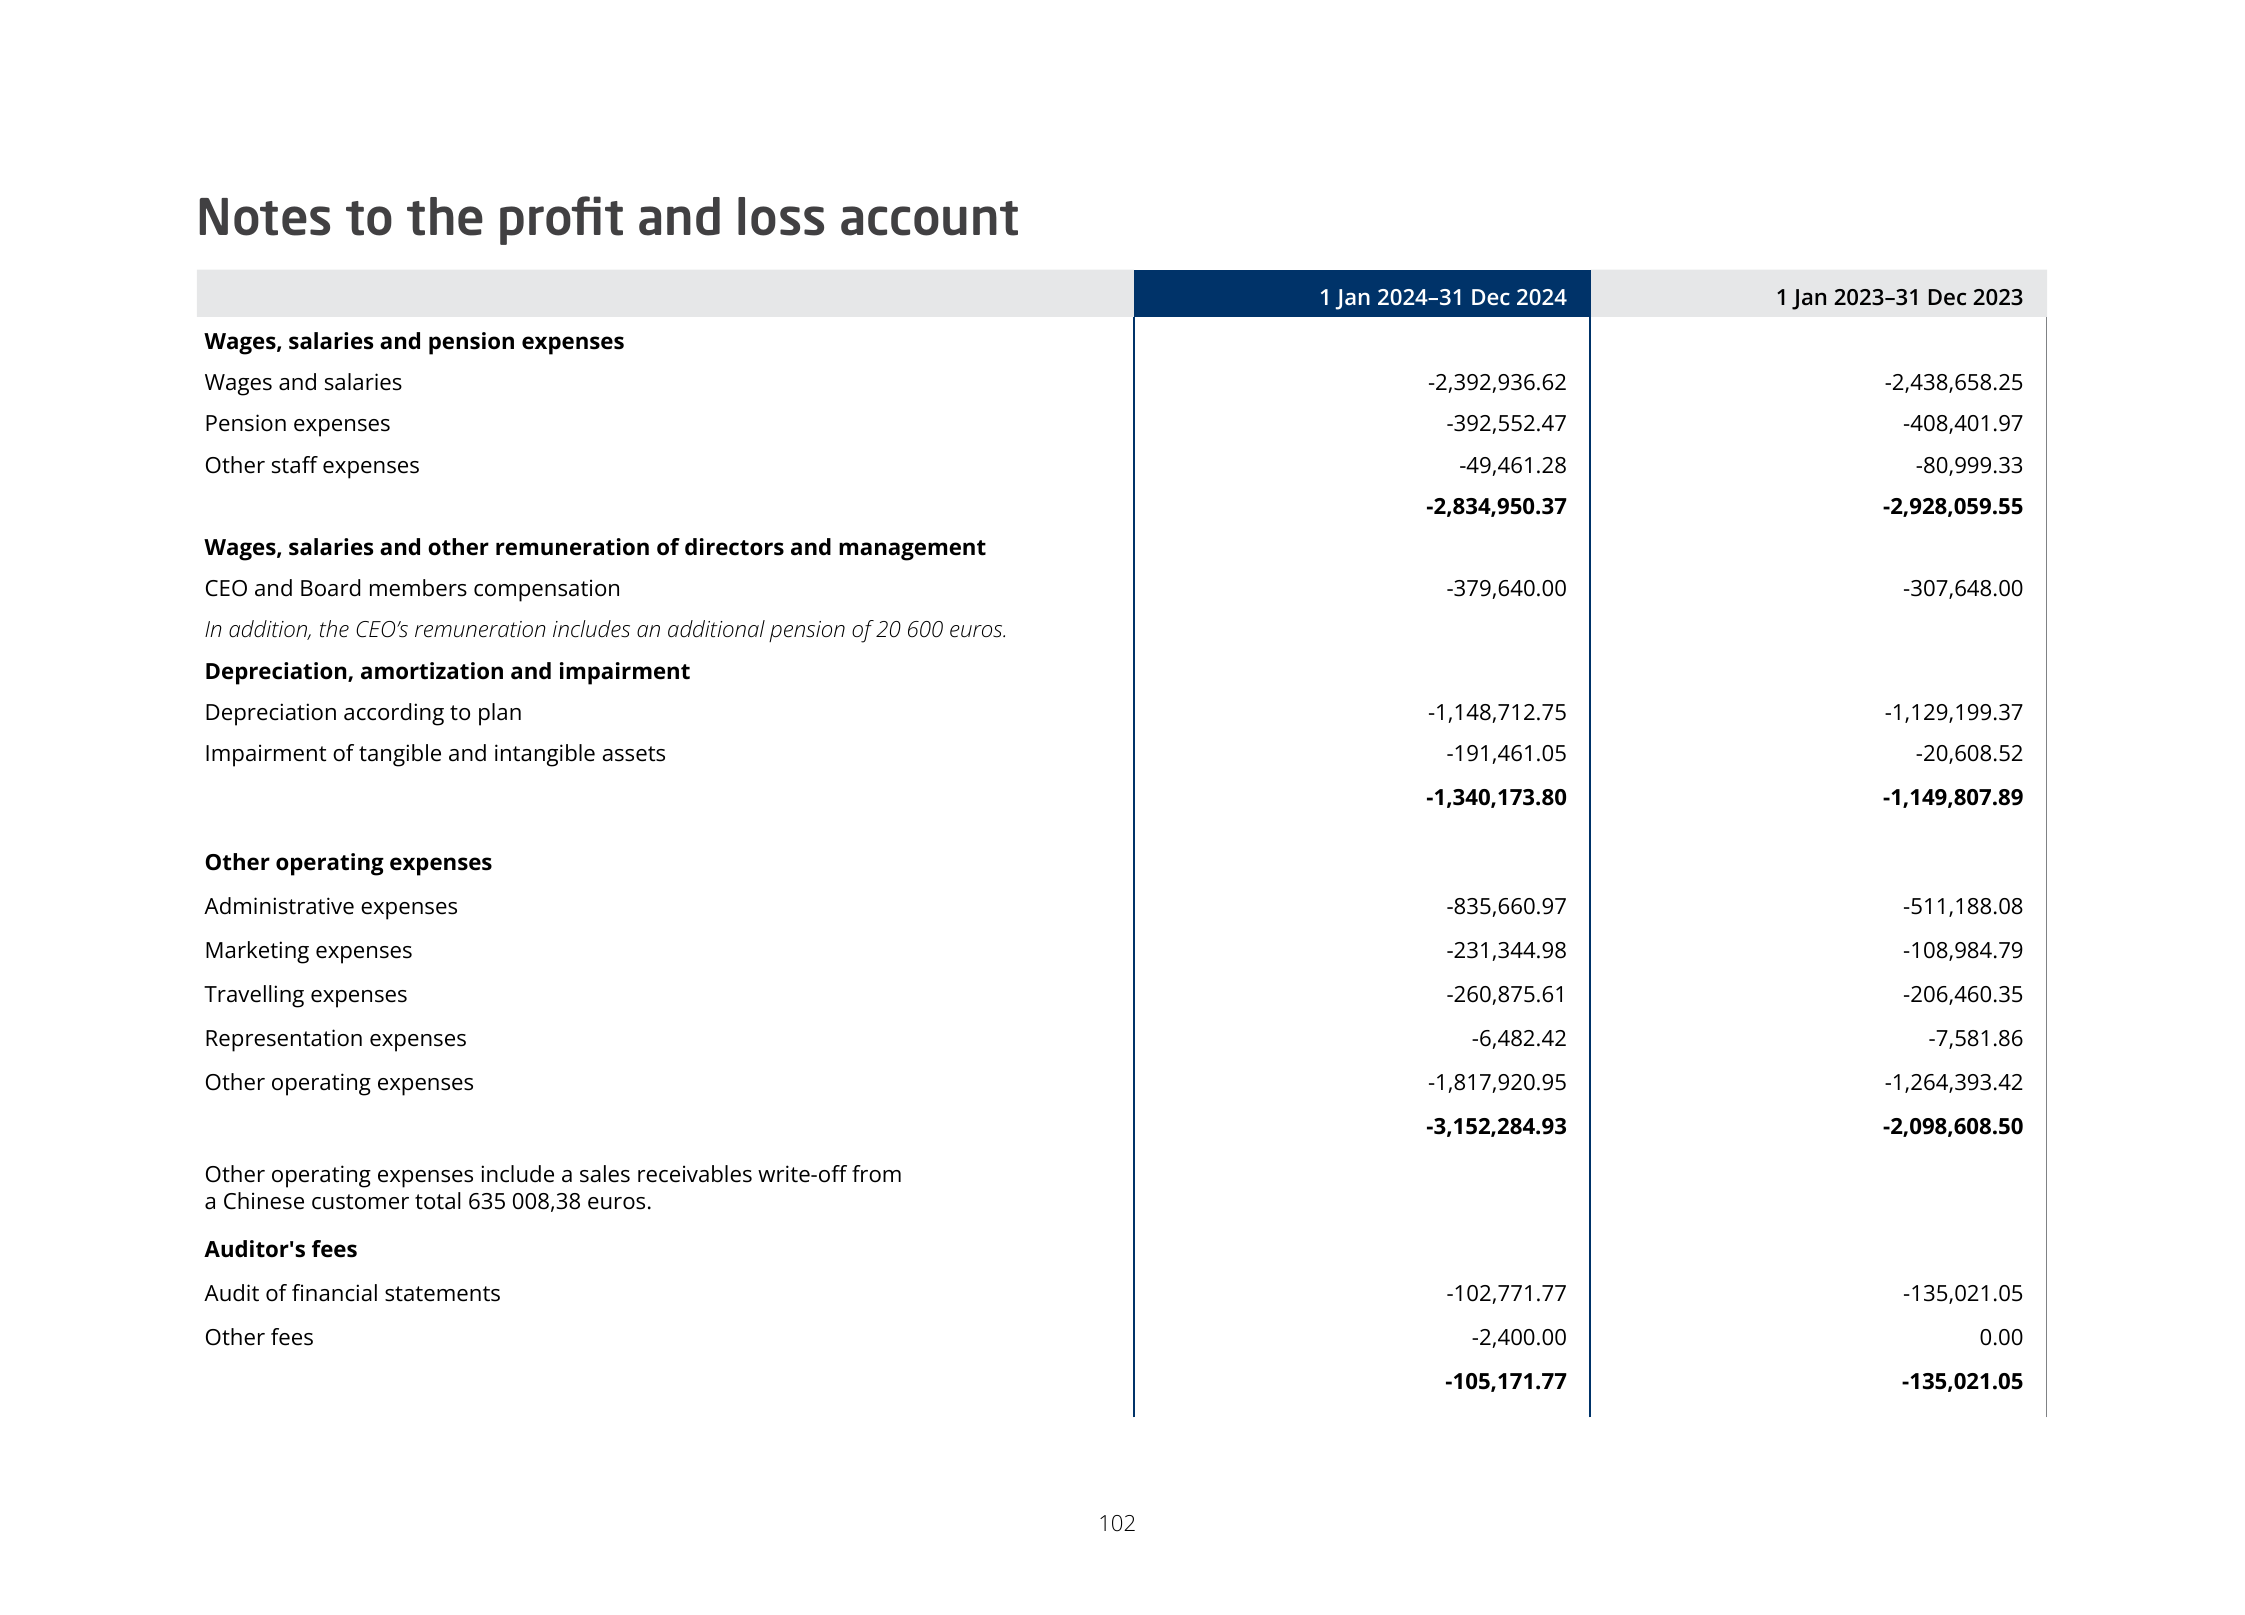 Notes to the profit and loss account
1 Jan 2024–31 Dec 2024 1 Jan 2023–31 Dec 2023
Wages, salaries and pension expenses
Wages and salaries -2,392,936.62 -2,438,658.25
Pension expenses -392,552.47 -408,401.97
Other staff expenses -49,461.28 -80,999.33
-2,834,950.37 -2,928,059.55
Wages, salaries and other remuneration of directors and management
CEO and Board members compensation -379,640.00 -307,648.00
In addition, the CEO’s remuneration includes an additional pension of 20 600 euros.
Depreciation, amortization and impairment
Depreciation according to plan -1,148,712.75 -1,129,199.37
Impairment of tangible and intangible assets -191,461.05 -20,608.52
-1,340,173.80 -1,149,807.89
Other operating expenses
Administrative expenses -835,660.97 -511,188.08
Marketing expenses -231,344.98 -108,984.79
Travelling expenses -260,875.61 -206,460.35
Representation expenses -6,482.42 -7,581.86
Other operating expenses -1,817,920.95 -1,264,393.42
-3,152,284.93 -2,098,608.50
Other operating expenses include a sales receivables write-off from
a Chinese customer total 635 008,38 euros.
Auditor's fees
Audit of financial statements -102,771.77 -135,021.05
Other fees -2,400.00 0.00
-105,171.77 -135,021.05
102